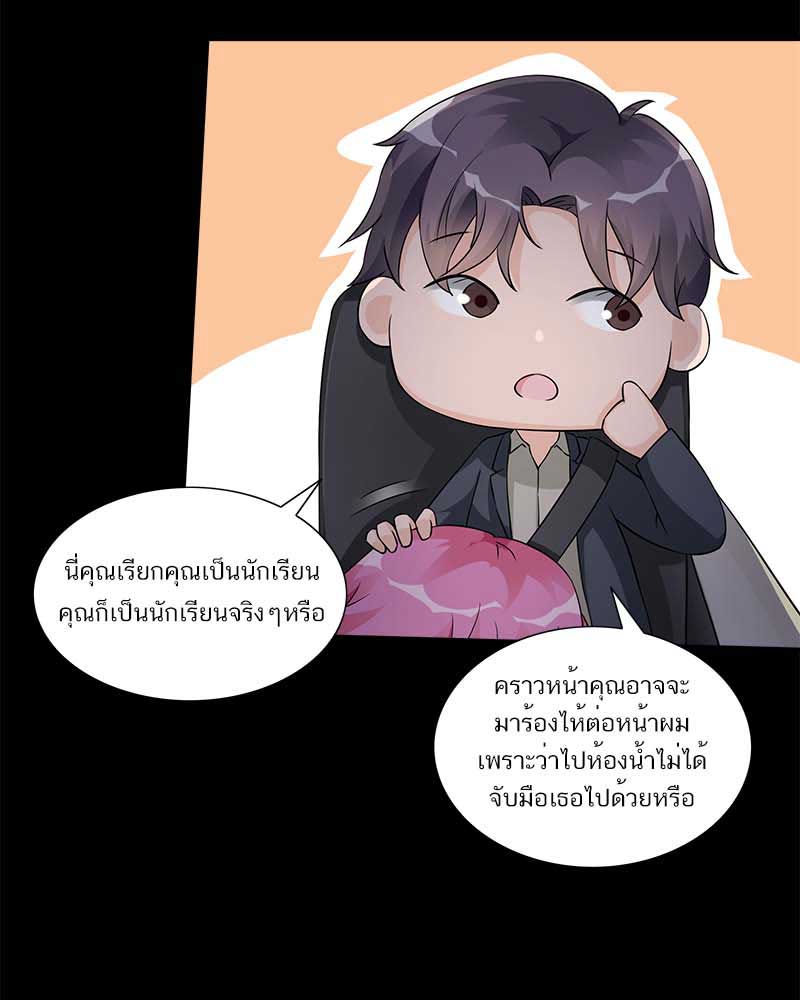 นี่คุณเรียกคุณเป็นนักเรียน
คุณก็เป็นนักเรียนจริงๆหรือ
คราวหน้าคุณอาจจะ
มาร้องไห้ต่อหน้าผม
เพราะว่าไปห้องน้ำไม่ได้
จับมือเธอไปด้วยหรือ